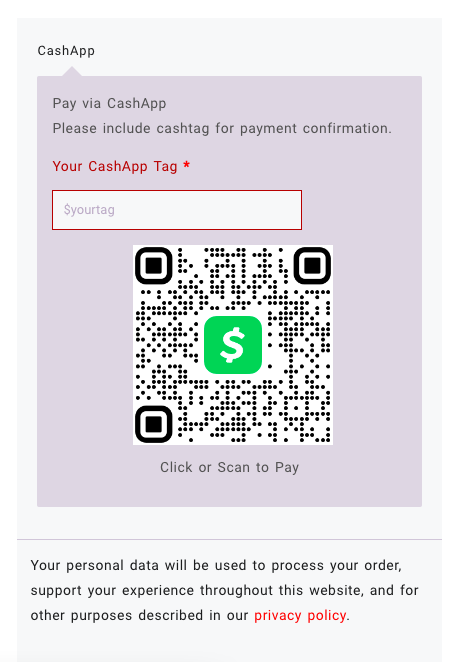 CashApp
Pay via CashApp
Please include cashtag for payment confirmation.
Your CashApp Tag *
$yourtag
$
Click or Scan to Pay
Your personal data will be used to process your order,
support your experience throughout this website, and for
other purposes described in our privacy policy.